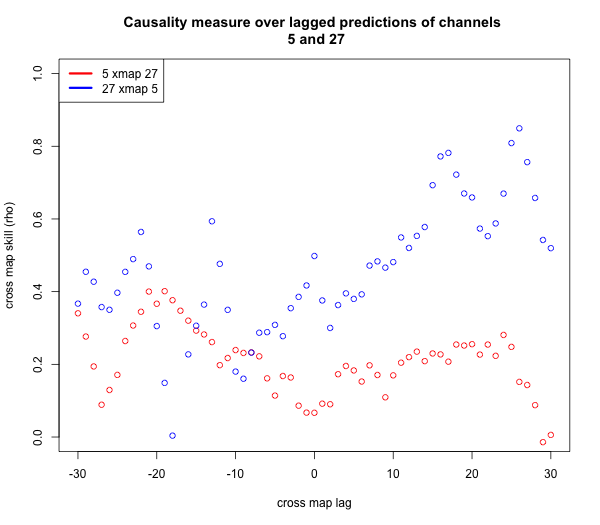 Causality measure over lagged predictions of channels
5 and 27
5 xmap 27
27 xmap 5
cross map skill (rho)
1.0
0.8
0.6
0.4
0.2
0.0
-30 -20 -10 0 10 20 30
cross map lag